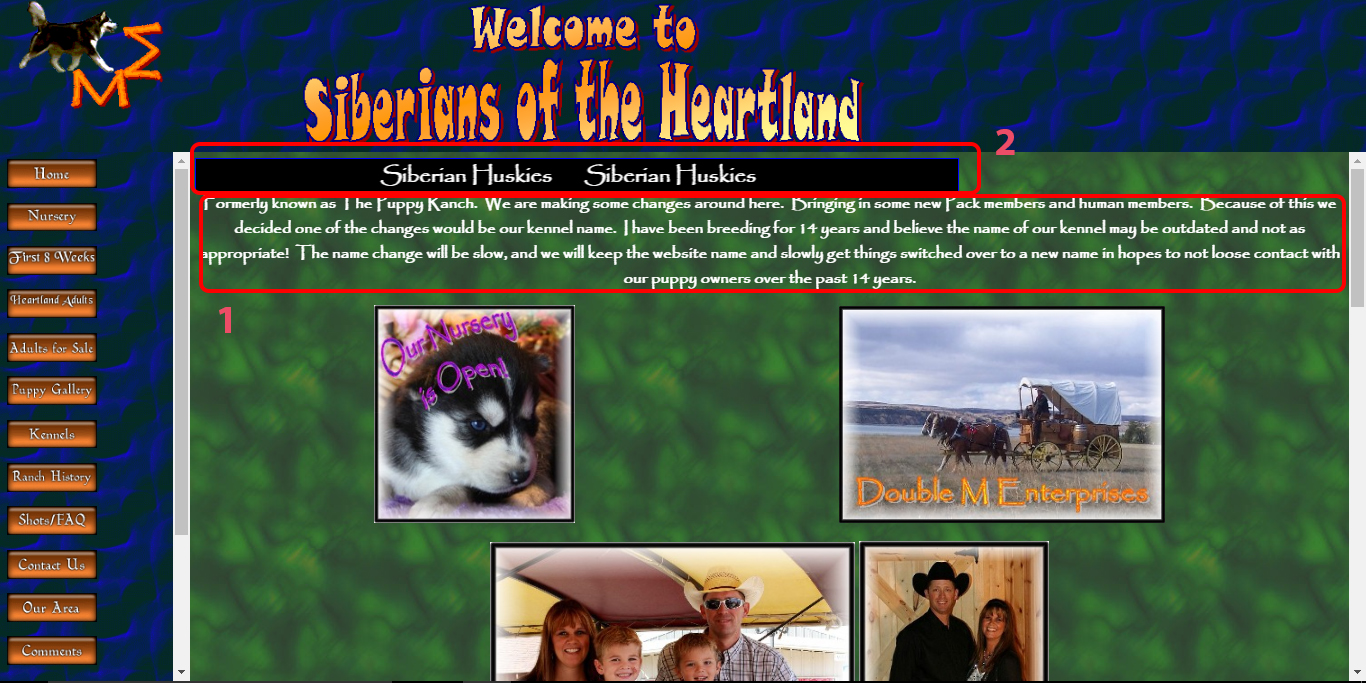 M M
Welcome to
Siberians of the Heartland
2
Siberian Huskies Siberian Huskies
Home
Nursery
First 8 Weeks
Heartland Adults
Adults for Sale
Puppy Gallery
Kennels
Ranch History
Shots/FAQ
Contact Us
Our Area
Comments
Formerly known as The Puppy Ranch. We are making some changes around here. Bringing in some new Pack members and human members. Because of this we
decided one of the changes would be our kennel name. I have been breeding for 14 years and believe the name of our kennel may be outdated and not as
appropriate! The name change will be slow, and we will keep the website name and slowly get things switched over to a new name in hopes to not loose contact with
our puppy owners over the past 14 years.
1
Our Nursery
is Open!
Double M Enterprises